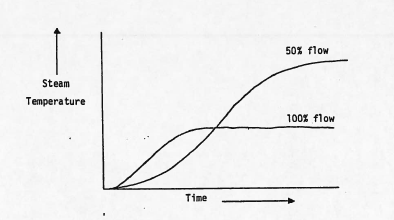 50% flow
Steam
Temperature
100% flow
Time